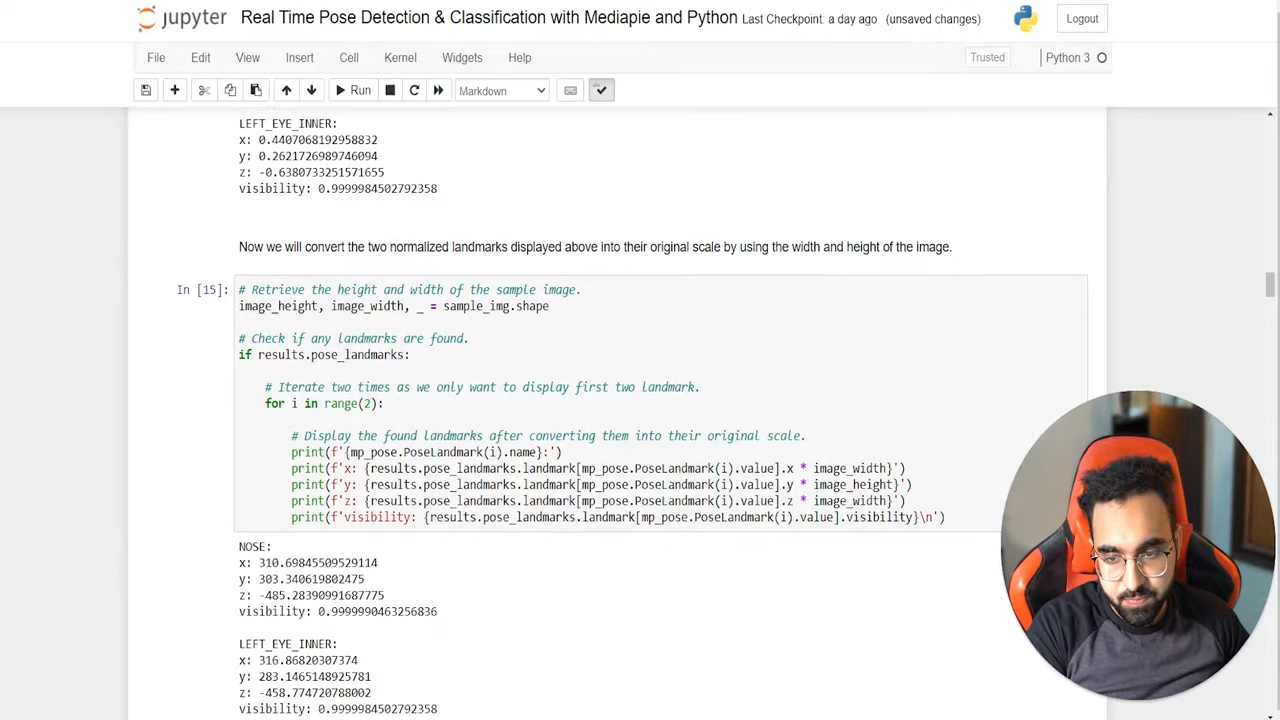 jupyter Real Time Pose Detection & Classification with Mediapie and Python Last Checkpoint: a day ago (unsaved changes) Logout
File Edit View Insert Cell Kernel Widgets Help Trusted Python 3
Run Markdown
LEFT_EYE_INNER:
x: 0.4407068192958832
y: 0.2621726989746094
z: -0.6380733251571655
visibility: 0.9999984502792358
Now we will convert the two normalized landmarks displayed above into their original scale by using the width and height of the image.
In [15]: # Retrieve the height and width of the sample image.
image_height, image_width, _ = sample_img.shape
# Check if any landmarks are found.
if results.pose_landmarks:
# Iterate two times as we only want to display first two landmark.
for i in range(2):
# Display the found landmarks after converting them into their original scale.
print(f'{mp_pose.PoseLandmark(i).name}:')
print(f'x: {results.pose_landmarks.landmark[mp_pose.PoseLandmark(i).value].x * image_width}')
print(f'y: {results.pose_landmarks.landmark[mp_pose.PoseLandmark(i).value].y * image_height}')
print(f'z: {results.pose_landmarks.landmark[mp_pose.PoseLandmark(i).value].z * image_width}')
print(f'visibility: {results.pose_landmarks.landmark[mp_pose.PoseLandmark(i).value].visibility}\n')
NOSE:
x: 310.69845509529114
y: 303.340619802475
z: -485.28390991687775
visibility: 0.9999990463256836
LEFT_EYE_INNER:
x: 316.86820307374
y: 283.1465148925781
z: -458.774720788002
visibility: 0.9999984502792358